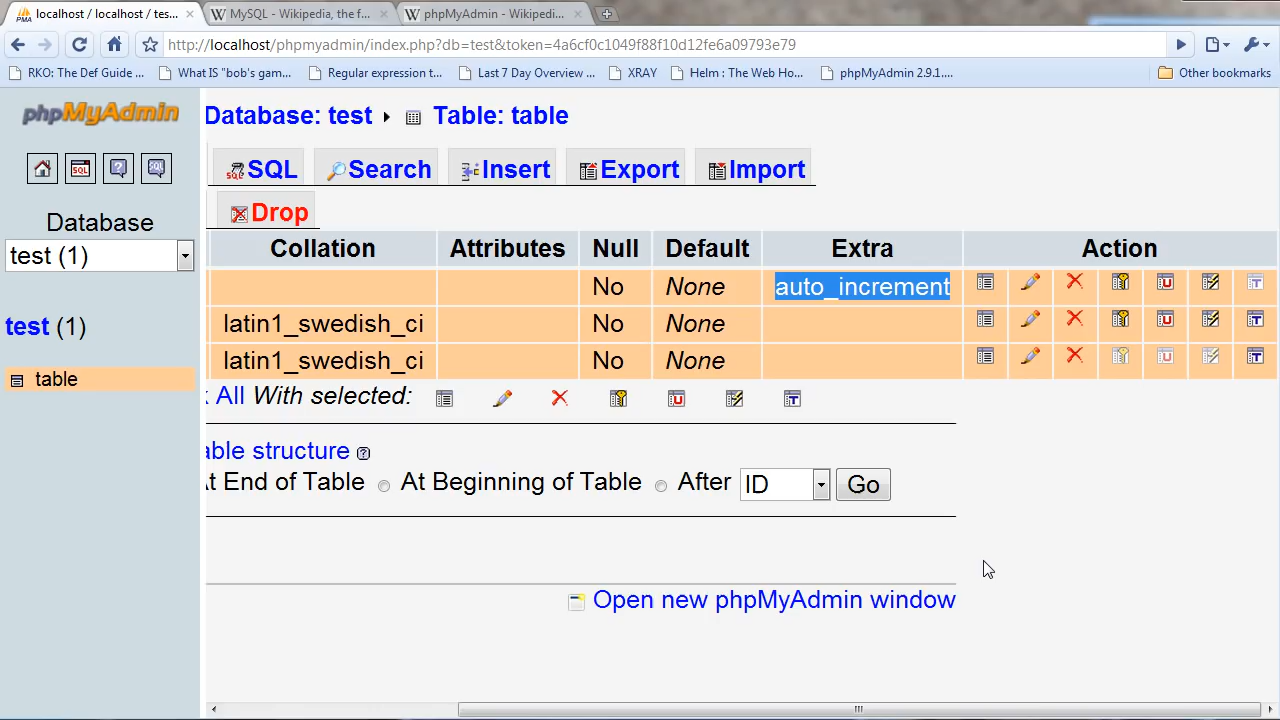 PMA localhost / localhost / tes... MySQL - Wikipedia, the f... W phpMyAdmin - Wikipedi...
http://localhost/phpmyadmin/index.php?db=test&token=4a6cf0c1049f88f10d12fe6a09793e79
RKO: The Def Guide ... What IS "bob's gam... Regular expression t... Last 7 Day Overview ... XRAY Helm : The Web Ho... phpMyAdmin 2.9.1.... Other bookmarks
phpMyAdmin
Database: test Table: table
SQL Search Insert Export Import
Drop
Database
test (1)
test (1)
table
Collation Attributes Null Default Extra Action
No None auto_increment
latin1_swedish_ci No None
latin1_swedish_ci No None
k All With selected:
able structure
At End of Table At Beginning of Table After ID Go
Open new phpMyAdmin window